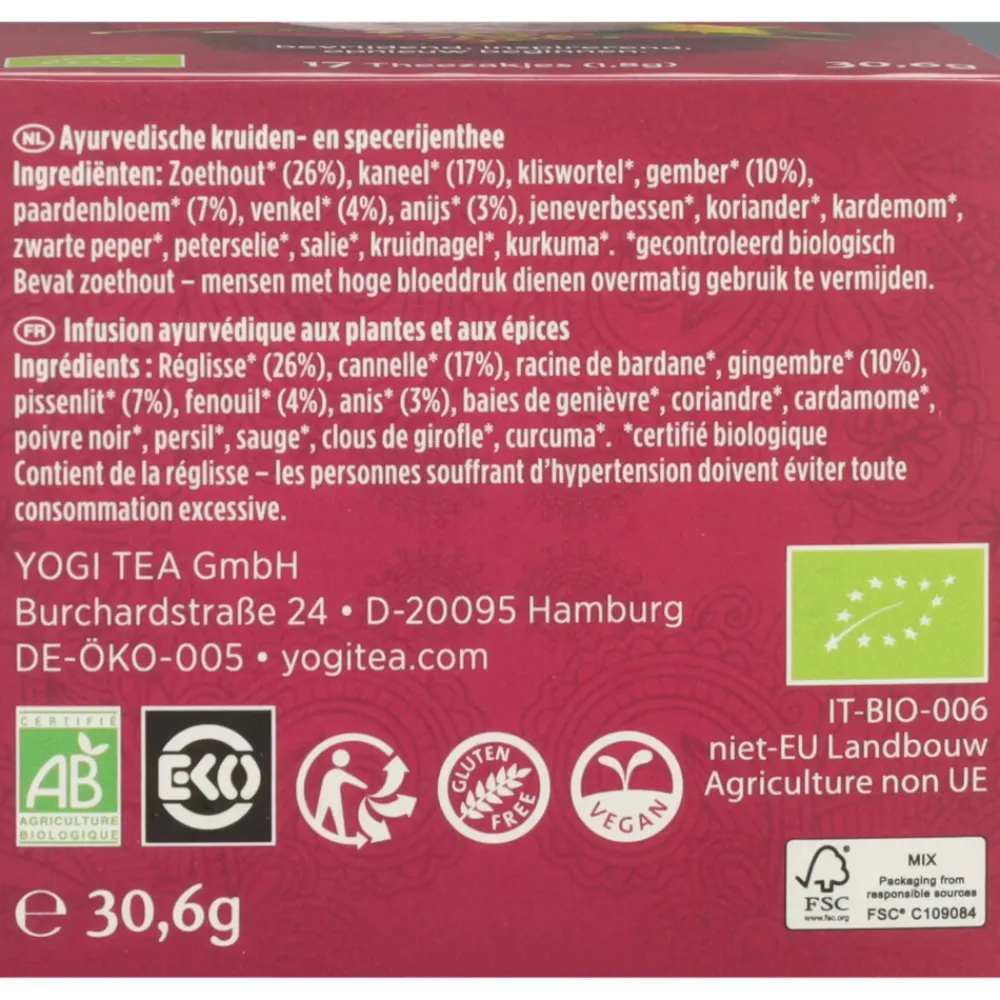 bevrijdend, inspirerend,
opnieuw beginnen.
17 Theezakjes (1,8g)
30,6g
NL Ayurvedische kruiden- en specerijenthee
Ingrediënten: Zoethout* (26%), kaneel* (17%), kliswortel*, gember* (10%),
paardenbloem* (7%), venkel* (4%), anijs* (3%), jeneverbessen*, koriander*, kardemom*,
zwarte peper*, peterselie*, salie*, kruidnagel*, kurkuma*. *gecontroleerd biologisch
Bevat zoethout – mensen met hoge bloeddruk dienen overmatig gebruik te vermijden.
FR Infusion ayurvédique aux plantes et aux épices
Ingrédients : Réglisse* (26%), cannelle* (17%), racine de bardane*, gingembre* (10%),
pissenlit* (7%), fenouil* (4%), anis* (3%), baies de genièvre*, coriandre*, cardamome*,
poivre noir*, persil*, sauge*, clous de girofle*, curcuma*. *certifié biologique
Contient de la réglisse – les personnes souffrant d'hypertension doivent éviter toute
consommation excessive.
YOGI TEA GmbH
Burchardstraße 24 • D-20095 Hamburg
DE-ÖKO-005 • yogitea.com
IT-BIO-006
niet-EU Landbouw
Agriculture non UE
CERTIFIÉ
AB
AGRICULTURE
BIOLOGIQUE
EKO
GLUTEN
FREE
VEGAN
FSC
www.fsc.org
MIX
Packaging from
responsible sources
FSC® C109084
℮ 30,6g